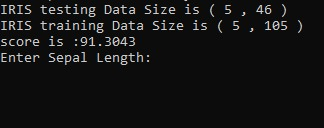 IRIS testing Data Size is ( 5 , 46 )
IRIS training Data Size is ( 5 , 105 )
score is :91.3043
Enter Sepal Length: